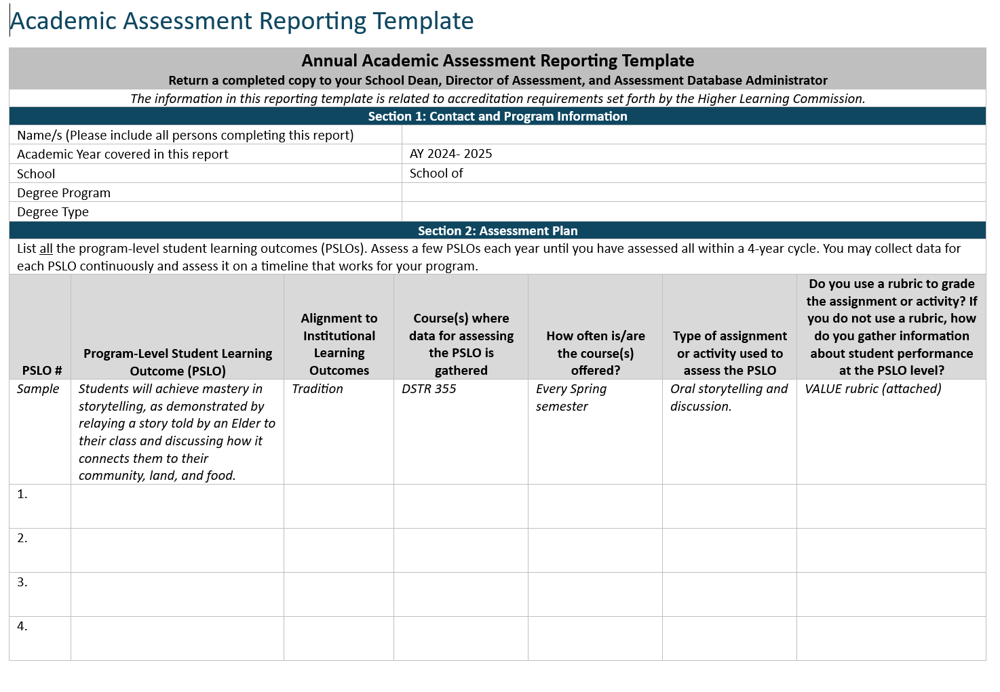 Academic Assessment Reporting Template
Annual Academic Assessment Reporting Template
Return a completed copy to your School Dean, Director of Assessment, and Assessment Database Administrator
The information in this reporting template is related to accreditation requirements set forth by the Higher Learning Commission.
Section 1: Contact and Program Information
Name/s (Please include all persons completing this report)
Academic Year covered in this report
AY 2024- 2025
School
School of
Degree Program
Degree Type
Section 2: Assessment Plan
List all the program-level student learning outcomes (PSLOs). Assess a few PSLOs each year until you have assessed all within a 4-year cycle. You may collect data for
each PSLO continuously and assess it on a timeline that works for your program.
PSLO #
Program-Level Student Learning
Outcome (PSLO)
Alignment to
Institutional
Learning
Outcomes
Course(s) where
data for assessing
the PSLO is
gathered
How often is/are
the course(s)
offered?
Type of assignment
or activity used to
assess the PSLO
Do you use a rubric to grade
the assignment or activity? If
you do not use a rubric, how
do you gather information
about student performance
at the PSLO level?
Sample
Students will achieve mastery in
storytelling, as demonstrated by
relaying a story told by an Elder to
their class and discussing how it
connects them to their
community, land, and food.
Tradition
DSTR 355
Every Spring
semester
Oral storytelling and
discussion.
VALUE rubric (attached)
1.
2.
3.
4.